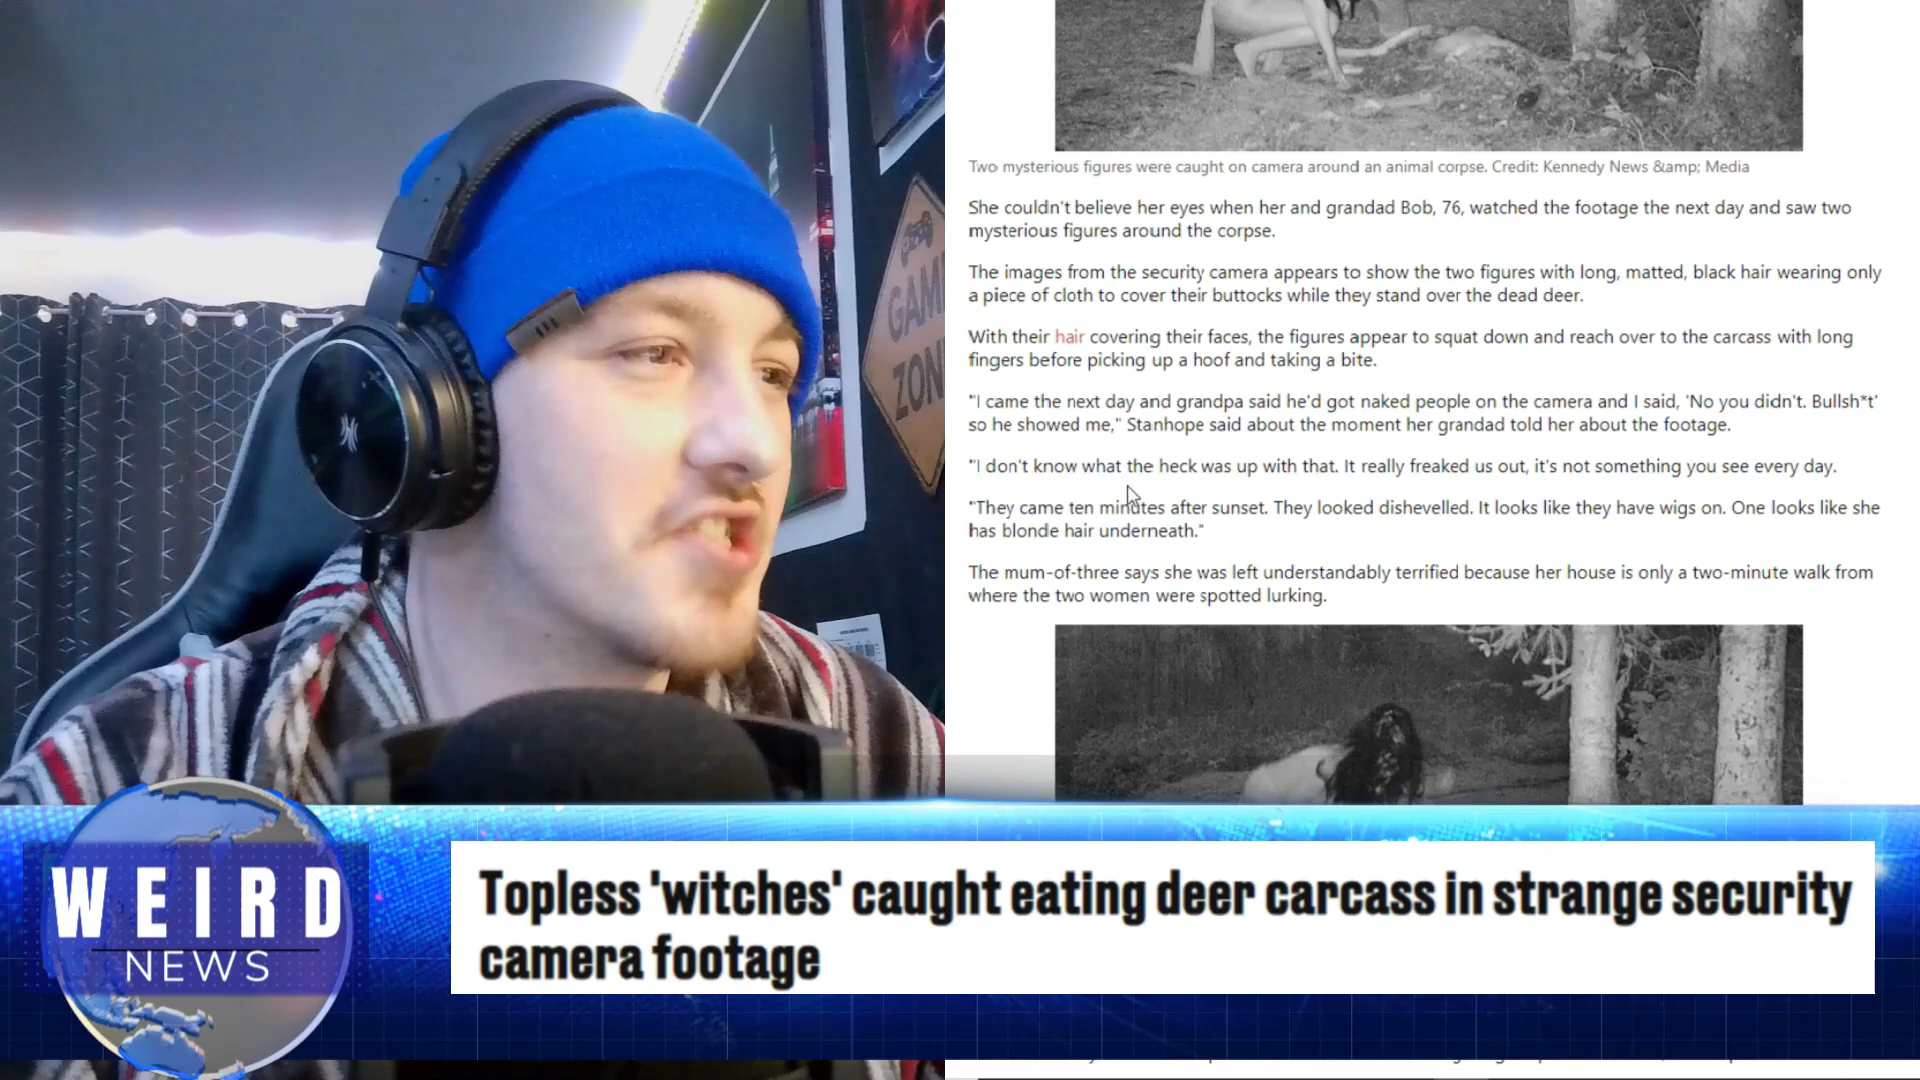 GAME
ZONE
Two mysterious figures were caught on camera around an animal corpse. Credit: Kennedy News &amp; Media
She couldn't believe her eyes when her and grandad Bob, 76, watched the footage the next day and saw two
mysterious figures around the corpse.
The images from the security camera appears to show the two figures with long, matted, black hair wearing only
a piece of cloth to cover their buttocks while they stand over the dead deer.
With their hair covering their faces, the figures appear to squat down and reach over to the carcass with long
fingers before picking up a hoof and taking a bite.
"I came the next day and grandpa said he'd got naked people on the camera and I said, 'No you didn't. Bullsh*t'
so he showed me," Stanhope said about the moment her grandad told her about the footage.
"I don't know what the heck was up with that. It really freaked us out, it's not something you see every day.
"They came ten minutes after sunset. They looked dishevelled. It looks like they have wigs on. One looks like she
has blonde hair underneath."
The mum-of-three says she was left understandably terrified because her house is only a two-minute walk from
where the two women were spotted lurking.
WEIRD
NEWS
Topless 'witches' caught eating deer carcass in strange security
camera footage